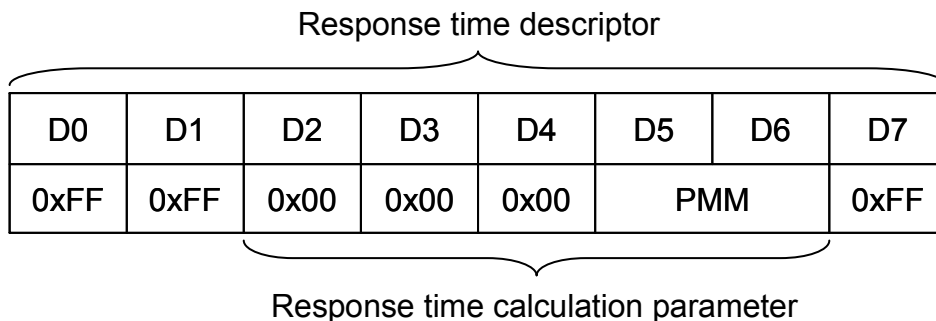 Response time descriptor
D0 D1 D2 D3 D4 D5 D6 D7
0xFF 0xFF 0x00 0x00 0x00 PMM 0xFF
Response time calculation parameter